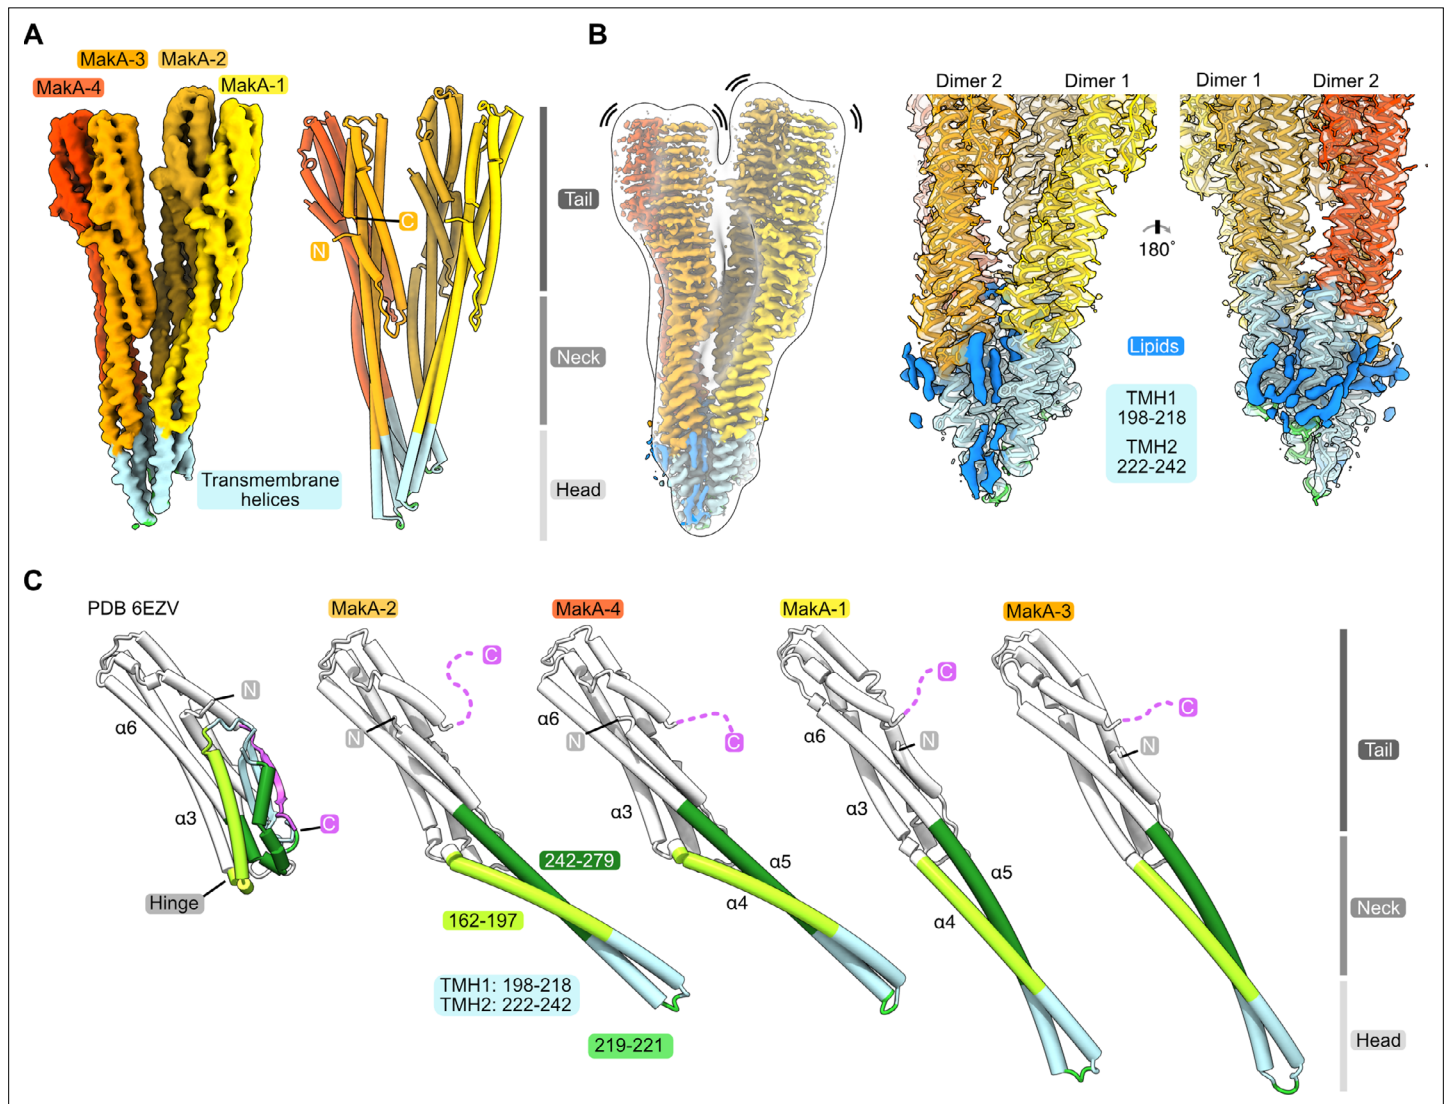 A
MakA-3
MakA-2
MakA-4
MakA-1
C
N
Transmembrane
helices
Tail
Neck
Head
B
Dimer 2
Dimer 1
Dimer 1
Dimer 2
180°
Lipids
TMH1
198-218
TMH2
222-242
C
PDB 6EZV
MakA-2
MakA-4
MakA-1
MakA-3
N
α6
α3
C
Hinge
C
N
242-279
162-197
TMH1: 198-218
TMH2: 222-242
219-221
α6
N
C
α3
α5
α4
C
α6
N
α3
α5
α4
C
N
Tail
Neck
Head